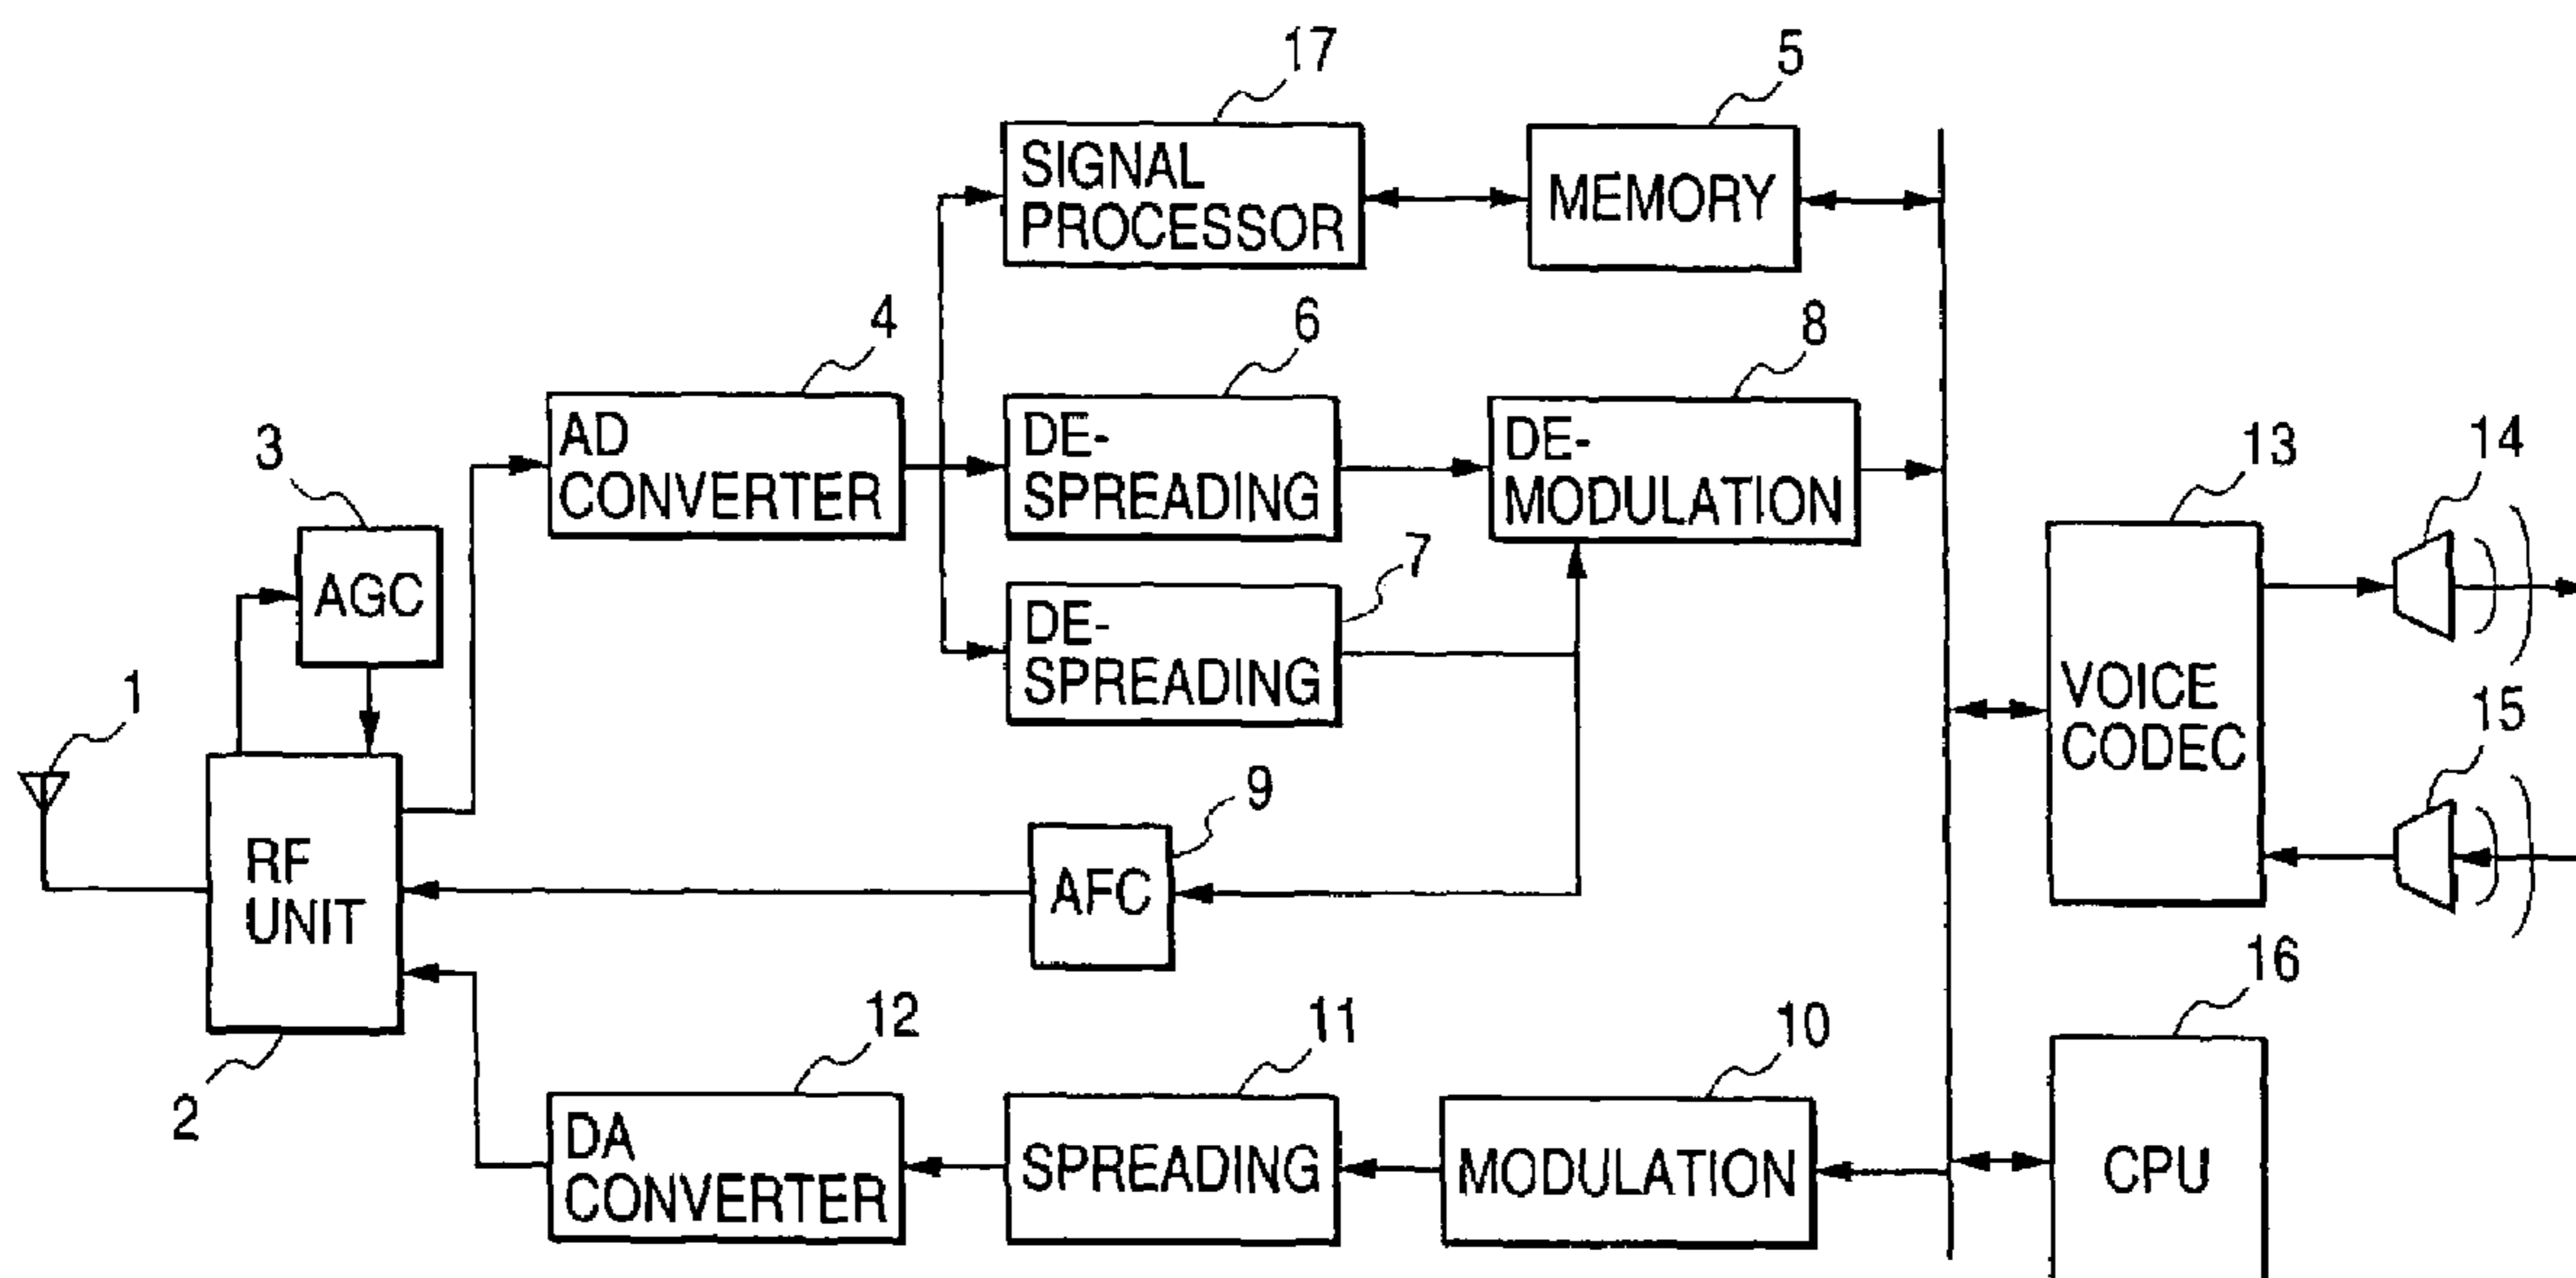 17
5
SIGNAL
PROCESSOR
MEMORY
4
6
8
AD
CONVERTER
DE-
SPREADING
DE-
MODULATION
3
AGC
7
DE-
SPREADING
13
14
VOICE
CODEC
15
1
RF
UNIT
2
9
AFC
16
12
11
10
DA
CONVERTER
SPREADING
MODULATION
CPU